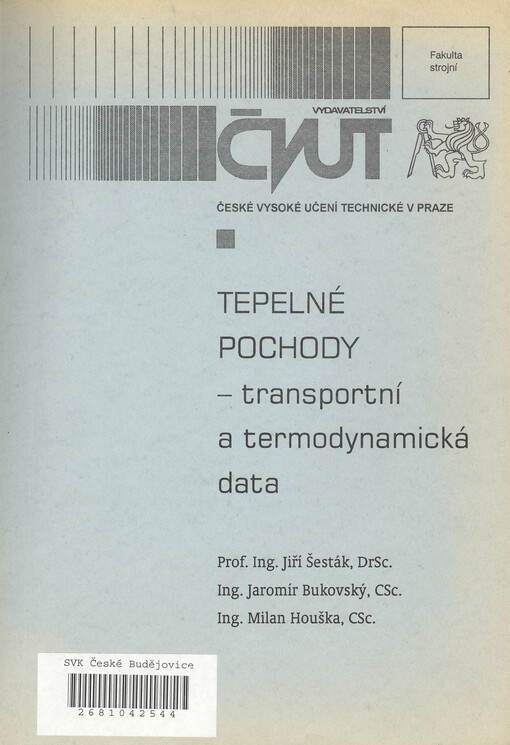 Fakulta
strojní
VYDAVATELSTVÍ
ČVUT
ČESKÉ VYSOKÉ UČENÍ TECHNICKÉ V PRAZE
TEPELNÉ
POCHODY
– transportní
a termodynamická
data
Prof. Ing. Jiří Šesták, DrSc.
Ing. Jaromír Bukovský, CSc.
Ing. Milan Houška, CSc.
SVK České Budějovice
2681042544